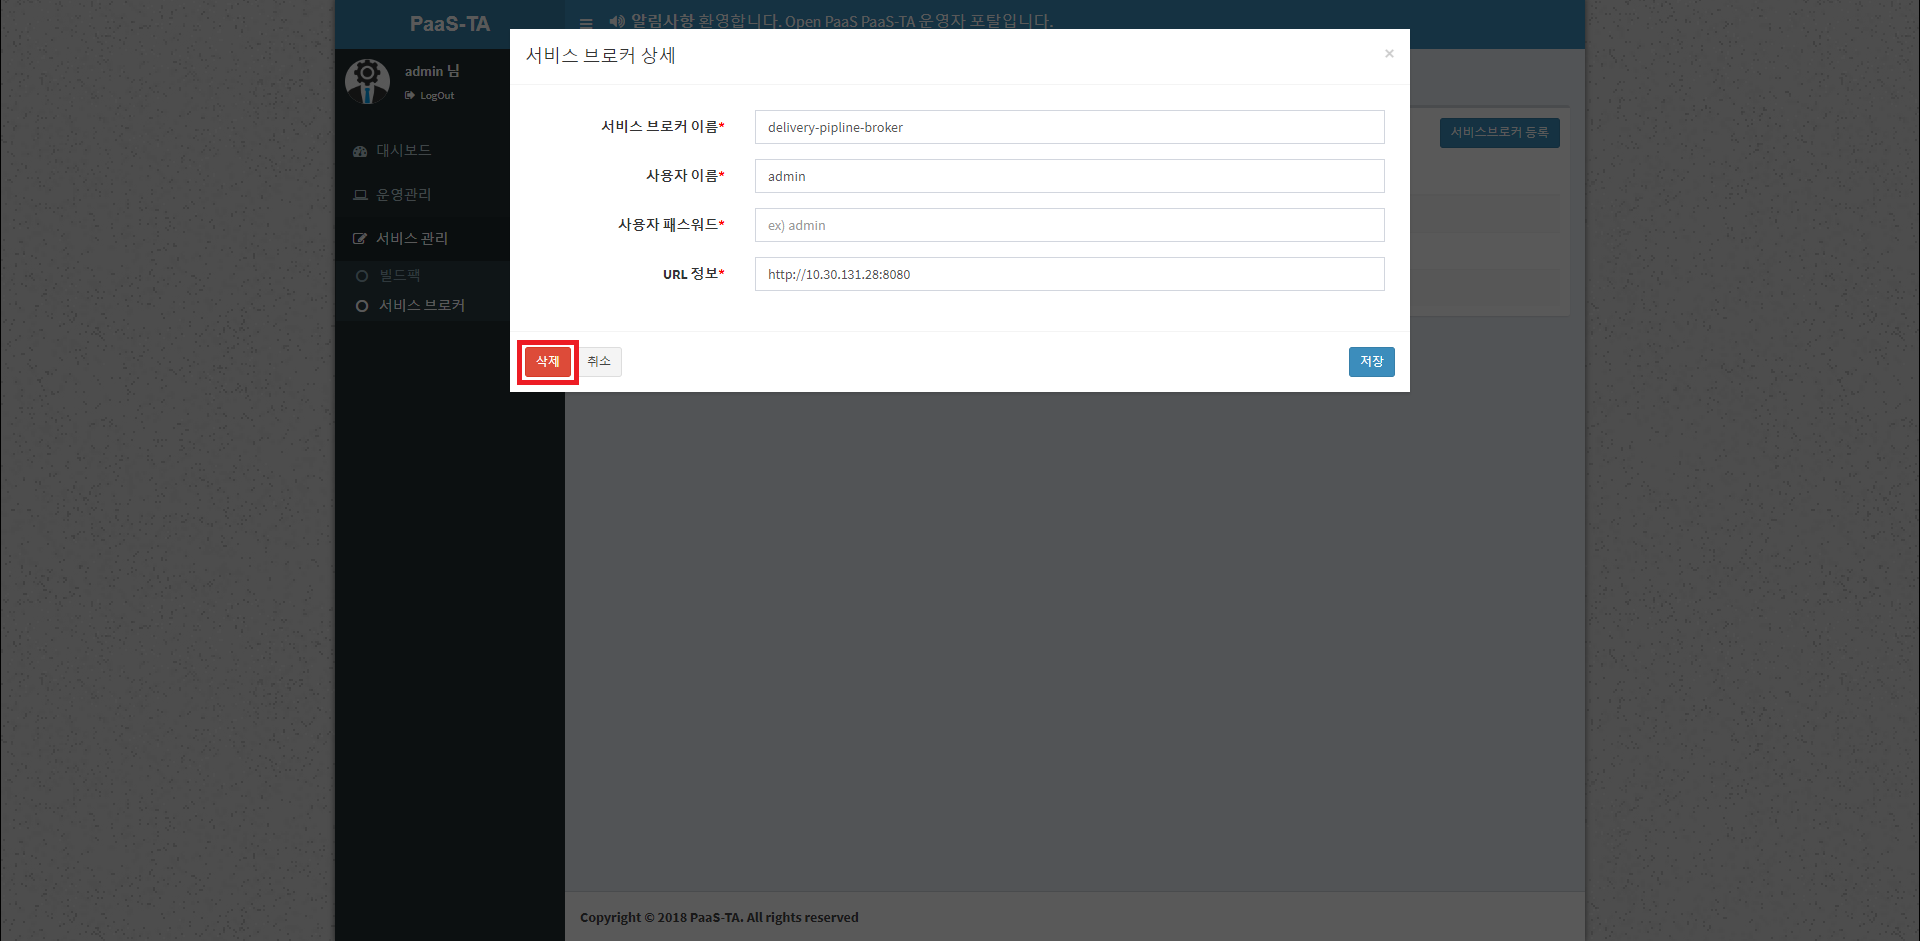 PaaS-TA
알림사항 환영합니다. Open PaaS PaaS-TA 운영자 포탈입니다.
admin 님
LogOut
대시보드
운영관리
서비스 관리
빌드팩
서비스 브로커
서비스브로커 등록
서비스 브로커 상세
×
서비스 브로커 이름*
delivery-pipline-broker
사용자 이름*
admin
사용자 패스워드*
ex) admin
URL 정보*
http://10.30.131.28:8080
삭제 취소 저장
Copyright © 2018 PaaS-TA. All rights reserved